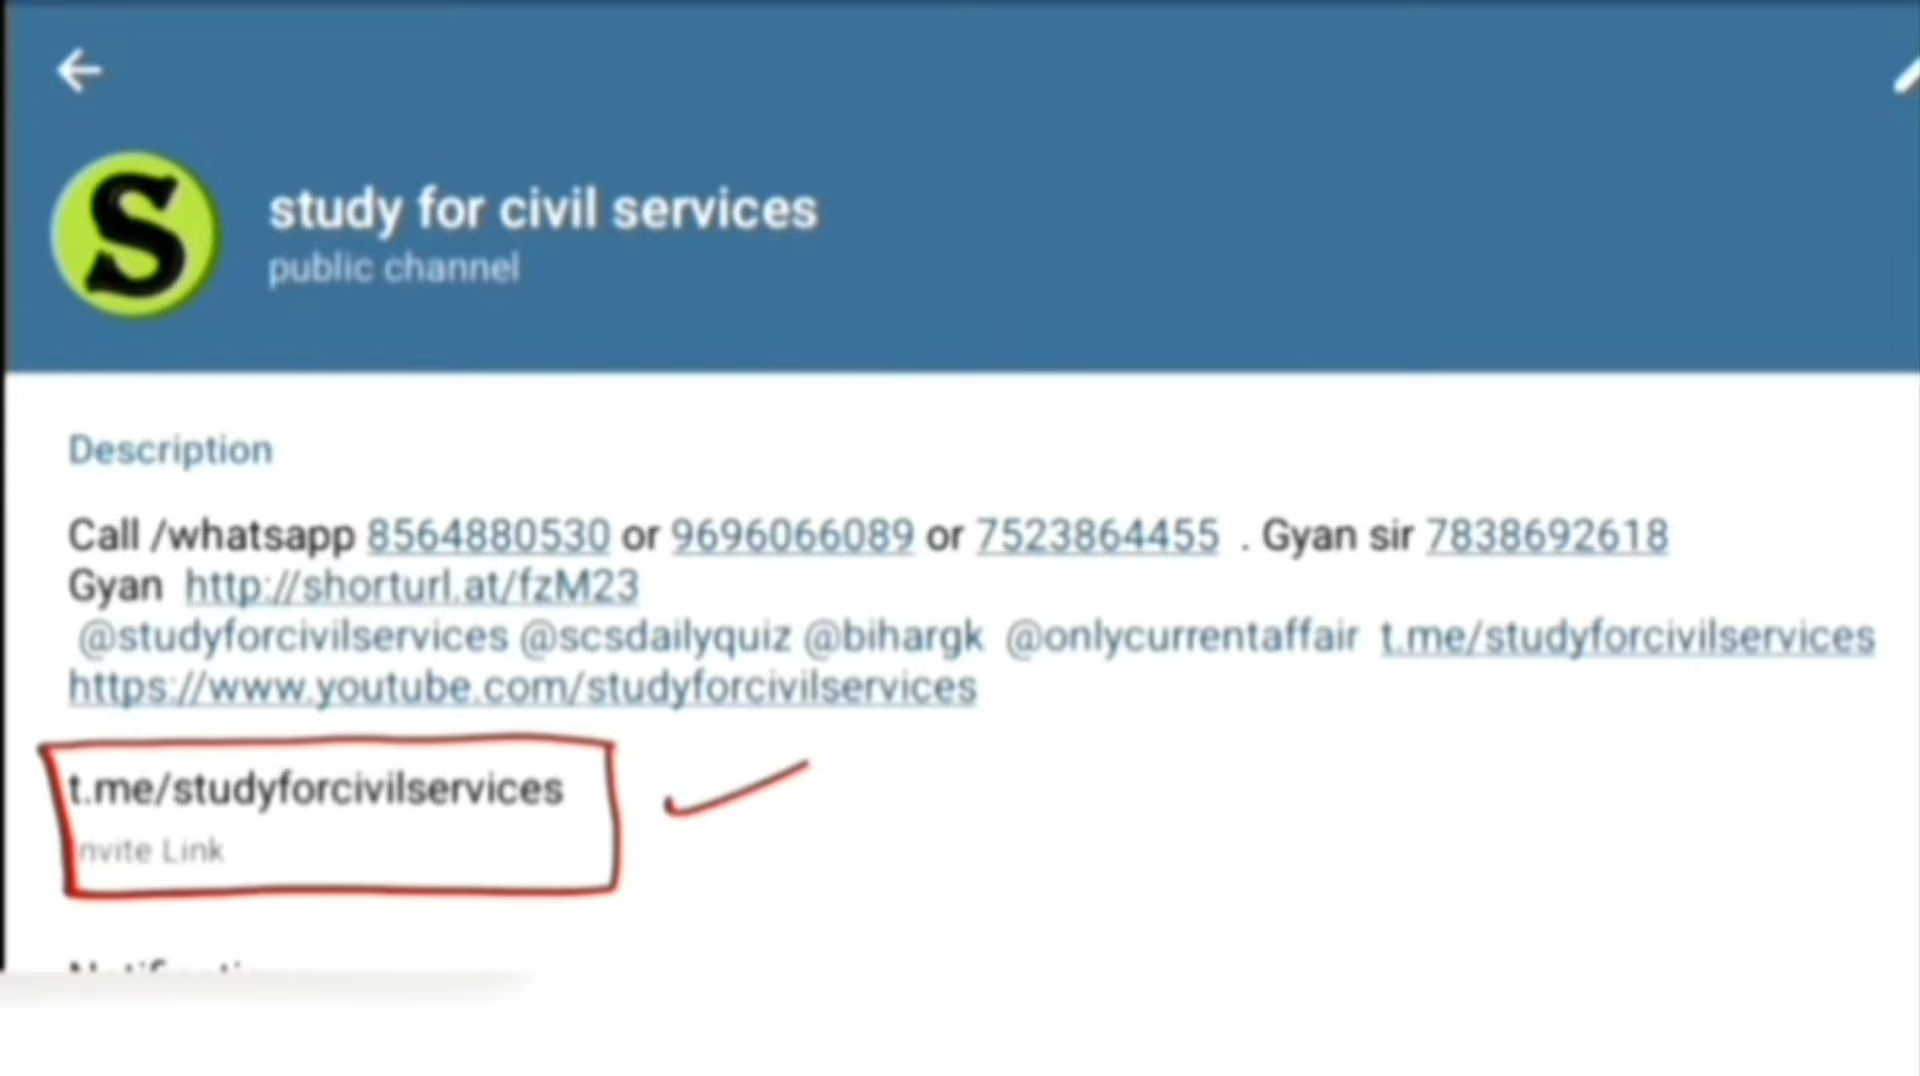 S
study for civil services
public channel
Description
Call /whatsapp 8564880530 or 9696066089 or 7523864455 . Gyan sir 7838692618
Gyan http://shorturl.at/fzM23
@studyforcivilservices @scsdailyquiz @bihargk @onlycurrentaffair t.me/studyforcivilservices
https://www.youtube.com/studyforcivilservices
t.me/studyforcivilservices
nvite Link